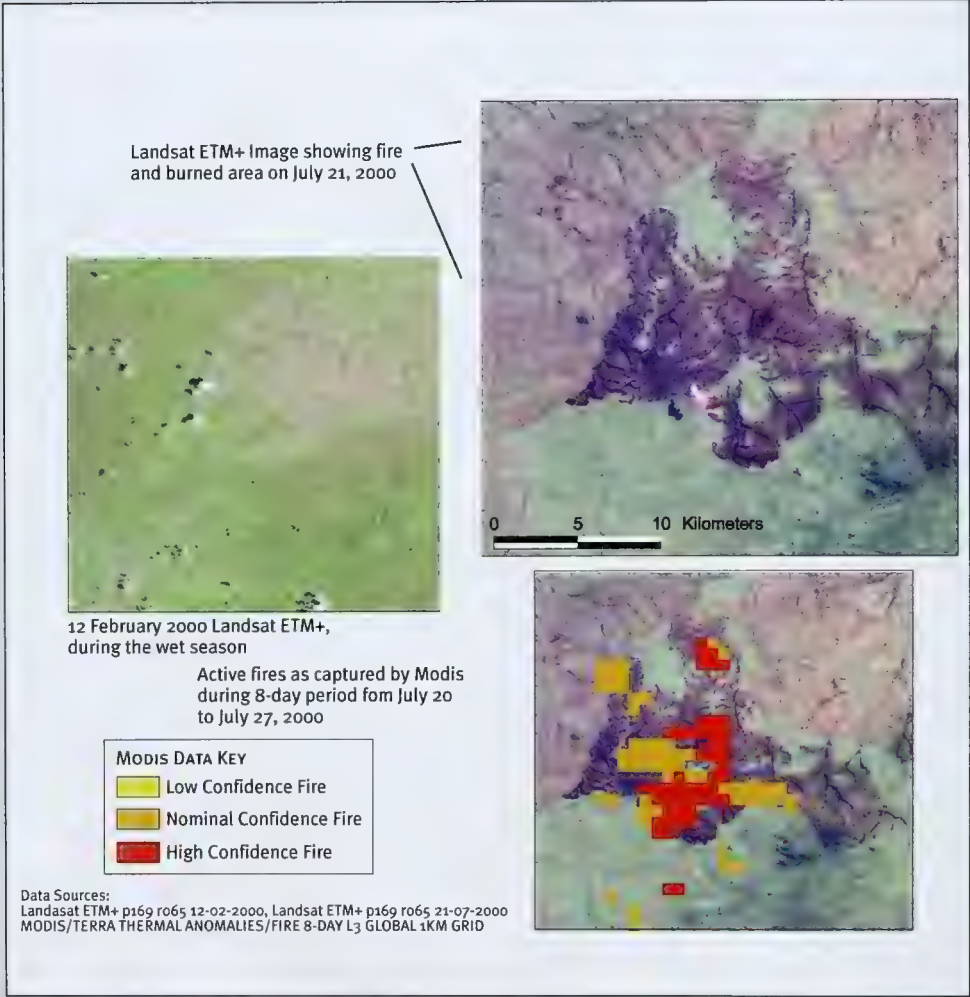 Landsat ETM+ Image showing fire
and burned area on July 21, 2000
0 5 10 Kilometers
12 February 2000 Landsat ETM+,
during the wet season
Active fires as captured by Modis
during 8-day period fom July 20
to July 27, 2000
MODIS DATA KEY
Low Confidence Fire
Nominal Confidence Fire
High Confidence Fire
Data Sources:
Landasat ETM+ p169 r065 12-02-2000, Landsat ETM+ p169 r065 21-07-2000
MODIS/TERRA THERMAL ANOMALIES/FIRE 8-DAY L3 GLOBAL 1KM GRID